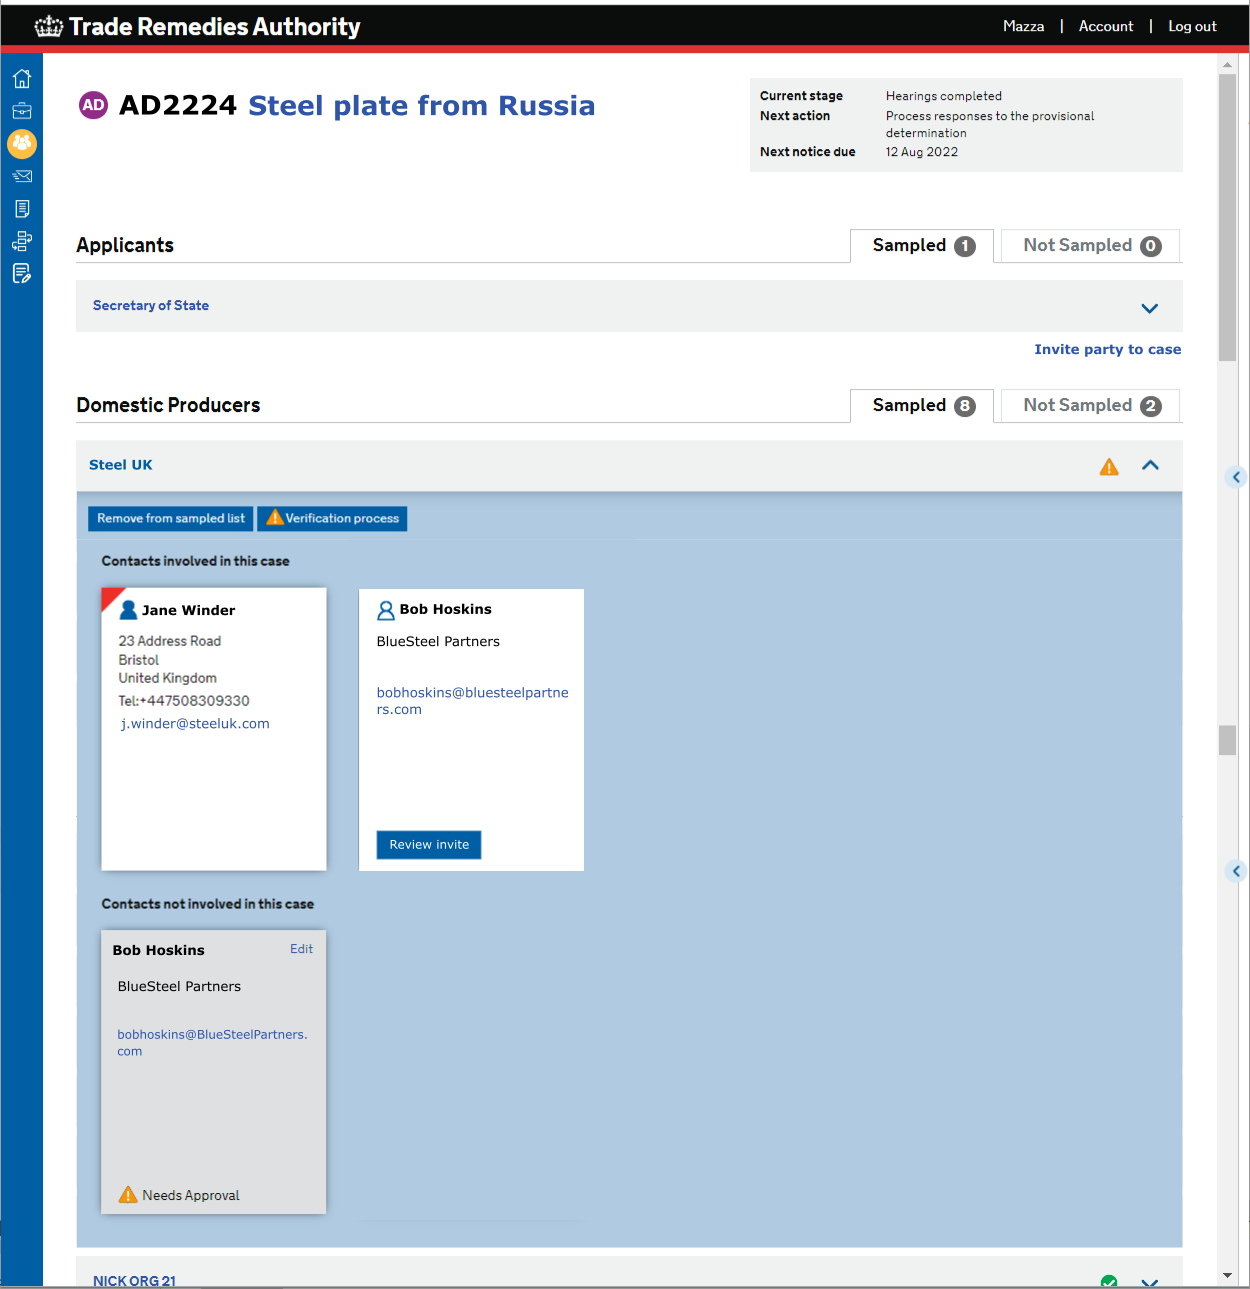 Trade Remedies Authority
Mazza | Account | Log out
AD AD2224 Steel plate from Russia
Current stage Hearings completed
Next action Process responses to the provisional
determination
Next notice due 12 Aug 2022
Applicants Sampled 1 Not Sampled 0
Secretary of State
Invite party to case
Domestic Producers Sampled 8 Not Sampled 2
Steel UK
Remove from sampled list Verification process
Contacts involved in this case
Jane Winder
23 Address Road
Bristol
United Kingdom
Tel:+447508309330
j.winder@steeluk.com
Bob Hoskins
BlueSteel Partners
bobhoskins@bluesteelpartne
rs.com
Review invite
Contacts not involved in this case
Bob Hoskins Edit
BlueSteel Partners
bobhoskins@BlueSteelPartners.
com
Needs Approval
NICK ORG 21